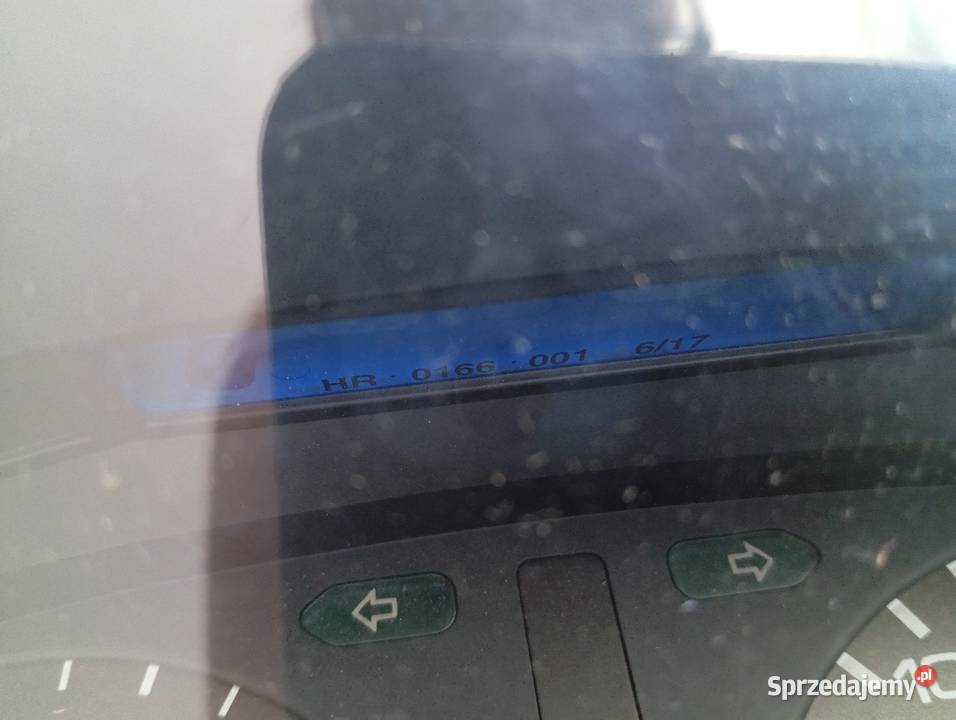 HR · 0166 · 001 6/17
Sprzedajemy.pl